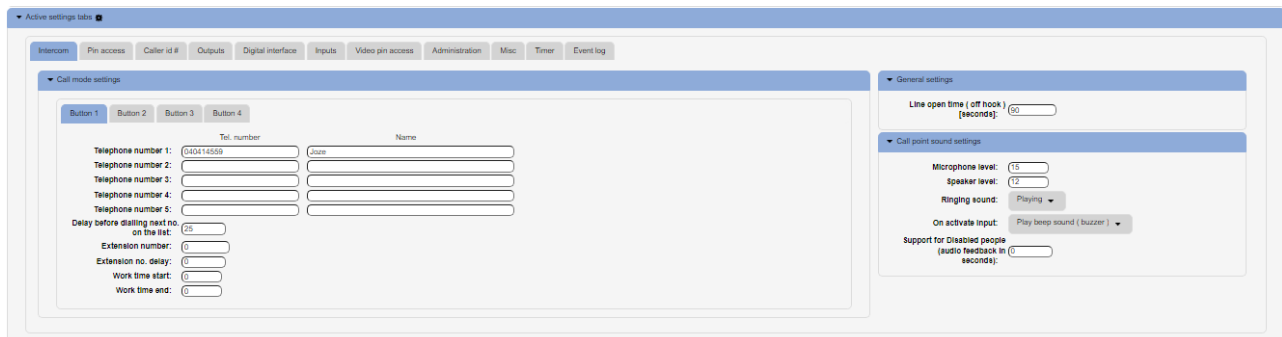 Active settings tabs
Intercom Pin access Caller id # Outputs Digital interface Inputs Video pin access Administration Misc Timer Event log
Call mode settings
Button 1 Button 2 Button 3 Button 4
Tel. number Name
Telephone number 1: 040414559 Joze
Telephone number 2:
Telephone number 3:
Telephone number 4:
Telephone number 5:
Delay before dialling next no.
on the list: 25
Extension number: 0
Extension no. delay: 0
Work time start: 0
Work time end: 0
General settings
Line open time ( off hook )
[seconds]: 90
Call point sound settings
Microphone level: 15
Speaker level: 12
Ringing sound: Playing
On activate input: Play beep sound ( buzzer )
Support for Disabled people
(audio feedback in
seconds): 0